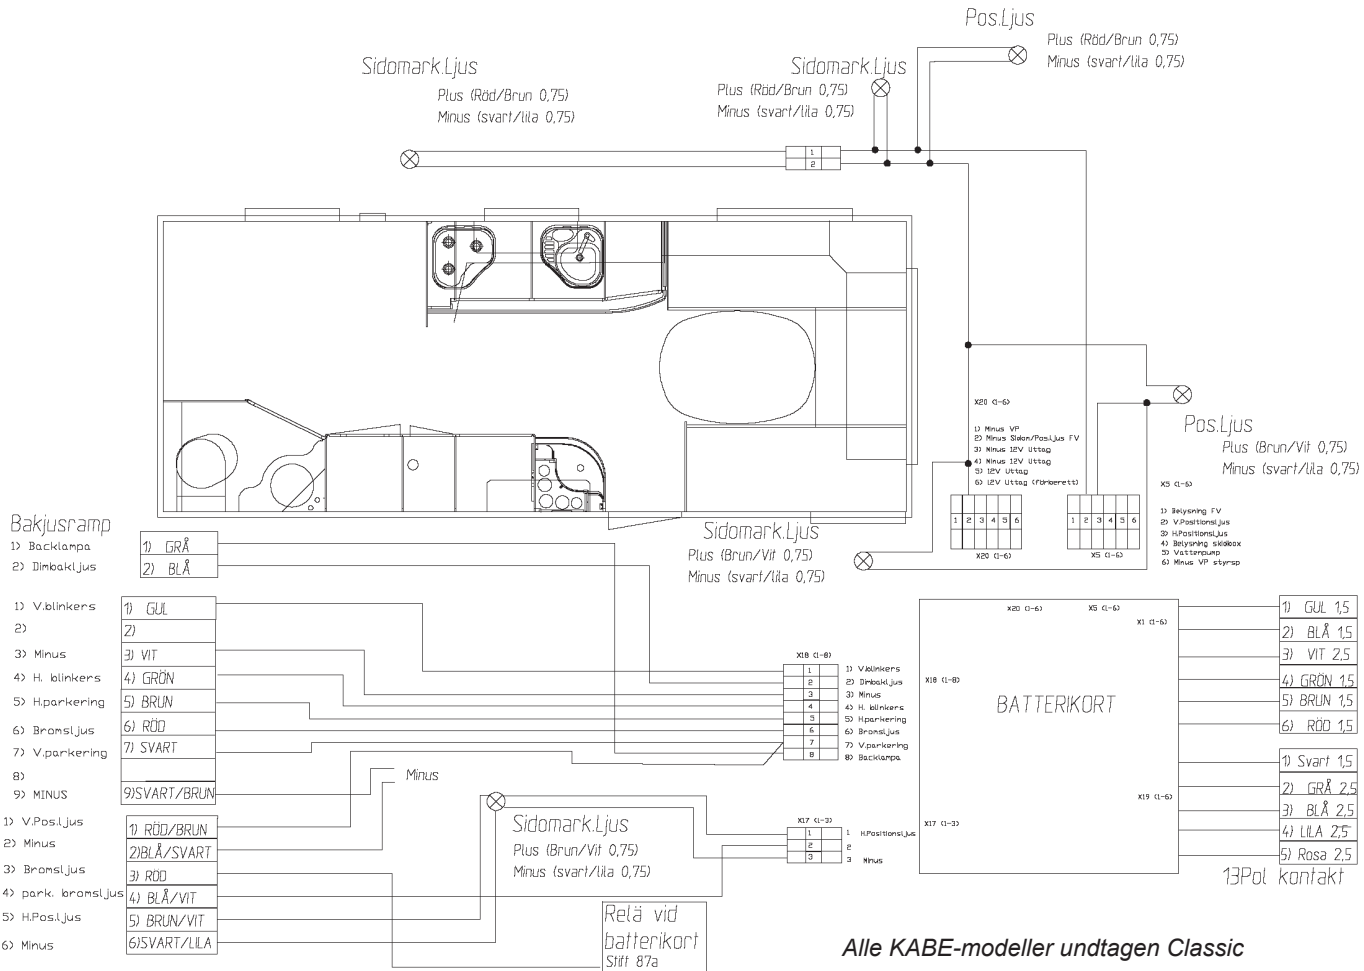 Pos.Ljus
Plus (Röd/Brun 0,75)
Minus (svart/lila 0,75)
Sidomark.Ljus
Plus (Röd/Brun 0,75)
Minus (svart/lila 0,75)
Sidomark.Ljus
Plus (Röd/Brun 0,75)
Minus (svart/lila 0,75)
1
2
X20 (1-6)
1) Minus VP
2) Minus Sidom/Pos.Ljus FV
3) Minus 12V Uttag
4) Minus 12V Uttag
5) 12V Uttag
6) 12V Uttag (förberett)
1 2 3 4 5 6
X20 (1-6)
1 2 3 4 5 6
X5 (1-6)
Pos.Ljus
Plus (Brun/Vit 0,75)
Minus (svart/lila 0,75)
X5 (1-6)
1) Belysning FV
2) V.Positionsljus
3) H.Positionsljus
4) Belysning skidbox
5) Vattenpump
6) Minus VP styrsp
Sidomark.Ljus
Plus (Brun/Vit 0,75)
Minus (svart/lila 0,75)
Bakjusramp
1) Backlampa
2) Dimbakljus
1) GRÅ
2) BLÅ
1) V.blinkers
2)
3) Minus
4) H. blinkers
5) H.parkering
6) Bromsljus
7) V.parkering
8)
9) MINUS
1) GUL
2)
3) VIT
4) GRÖN
5) BRUN
6) RÖD
7) SVART
9)SVART/BRUN
Minus
1) V.Pos.Ljus
2) Minus
3) Bromsljus
4) park. bromsljus
5) H.Pos.Ljus
6) Minus
1) RÖD/BRUN
2)BLÅ/SVART
3) RÖD
4) BLÅ/VIT
5) BRUN/VIT
6)SVART/LILA
Sidomark.Ljus
Plus (Brun/Vit 0,75)
Minus (svart/lila 0,75)
Relä vid
batterikort
Stift 87a
X18 (1-8)
1
2
3
4
5
6
7
8
1) V.blinkers
2) Dimbakljus
3) Minus
4) H. blinkers
5) H.parkering
6) Bromsljus
7) V.parkering
8) Backlampa
X17 (1-3)
1
2
3
1 H.Positionsljus
2
3 Minus
X20 (1-6)
X5 (1-6)
X1 (1-6)
X18 (1-8)
BATTERIKORT
X19 (1-6)
X17 (1-3)
1) GUL 1,5
2) BLÅ 1,5
3) VIT 2,5
4) GRÖN 1,5
5) BRUN 1,5
6) RÖD 1,5
1) Svart 1,5
2) GRÅ 2,5
3) BLÅ 2,5
4) LILA 2,5
5) Rosa 2,5
13Pol kontakt
Alle KABE-modeller undtagen Classic